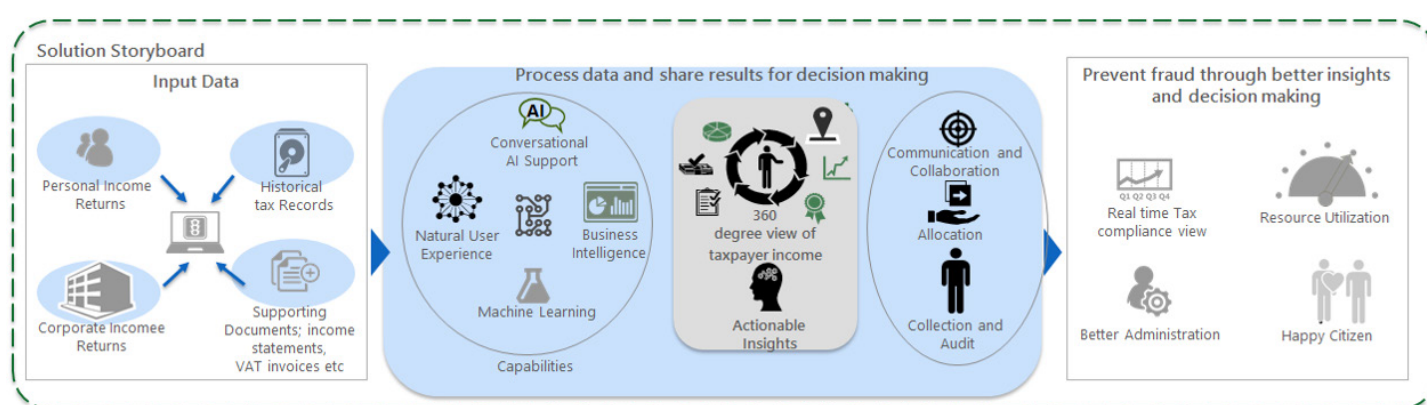 Solution Storyboard
Input Data
Personal Income
Returns
Historical
tax Records
Corporate Incomee
Returns
Supporting
Documents; income
statements,
VAT invoices etc
Process data and share results for decision making
AI
Conversational
AI Support
Natural User
Experience
Business
Intelligence
Machine Learning
Capabilities
360
degree view of
taxpayer income
Actionable
Insights
Communication and
Collaboration
Allocation
Collection and
Audit
Prevent fraud through better insights
and decision making
Q1 Q2 Q3 Q4
Real time Tax
compliance view
Resource Utilization
Better Administration
Happy Citizen